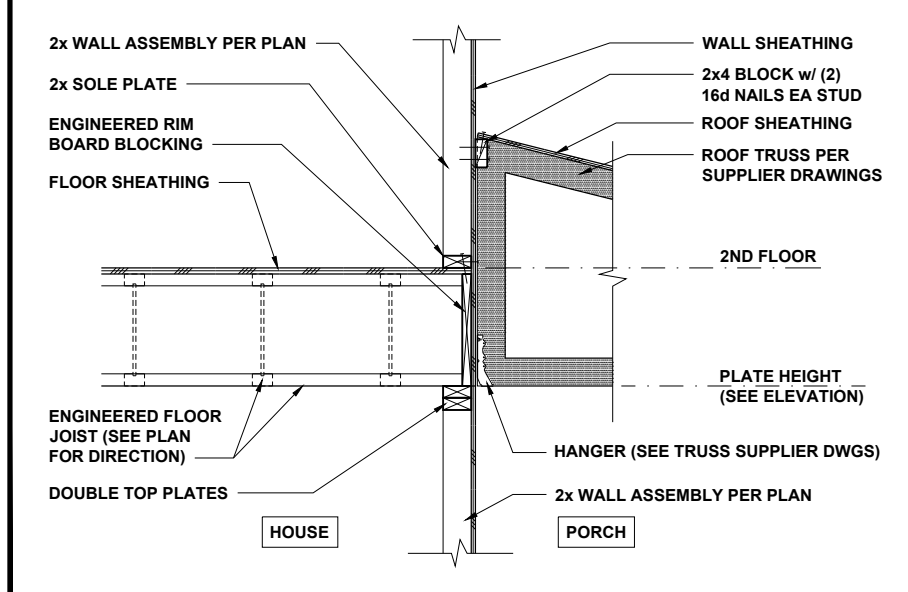 2x WALL ASSEMBLY PER PLAN
2x SOLE PLATE
ENGINEERED RIM
BOARD BLOCKING
FLOOR SHEATHING
ENGINEERED FLOOR
JOIST (SEE PLAN
FOR DIRECTION)
DOUBLE TOP PLATES
HOUSE
WALL SHEATHING
2x4 BLOCK w/ (2)
16d NAILS EA STUD
ROOF SHEATHING
ROOF TRUSS PER
SUPPLIER DRAWINGS
2ND FLOOR
PLATE HEIGHT
(SEE ELEVATION)
HANGER (SEE TRUSS SUPPLIER DWGS)
2x WALL ASSEMBLY PER PLAN
PORCH